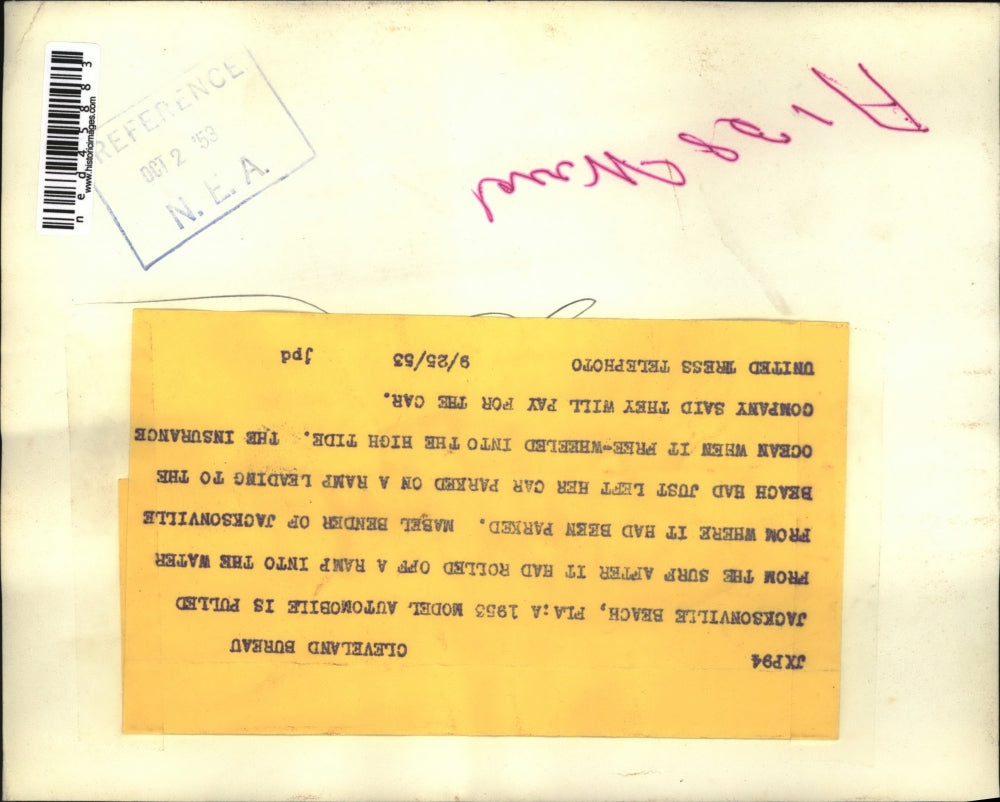 JXP94 CLEVELAND BUREAU
JACKSONVILLE BEACH, FLA:A 1953 MODEL AUTOMOBILE IS PULLED
FROM THE SURF AFTER IT HAD ROLLED OFF A RAMP INTO THE WATER
FROM WHERE IT HAD BEEN PARKED. MABEL BENDER OF JACKSONVILLE
BEACH HAD JUST LEFT HER CAR PARKED ON A RAMP LEADING TO THE
OCEAN WHEN IT FREE-WHEELED INTO THE HIGH TIDE. THE INSURANCE
COMPANY SAID THEY WILL PAY FOR THE CAR.
UNITED PRESS TELEPHOTO 9/25/53 jpd
REFERENCE
OCT 2 '53
N. E. A.
ned45883
www.historicimages.com